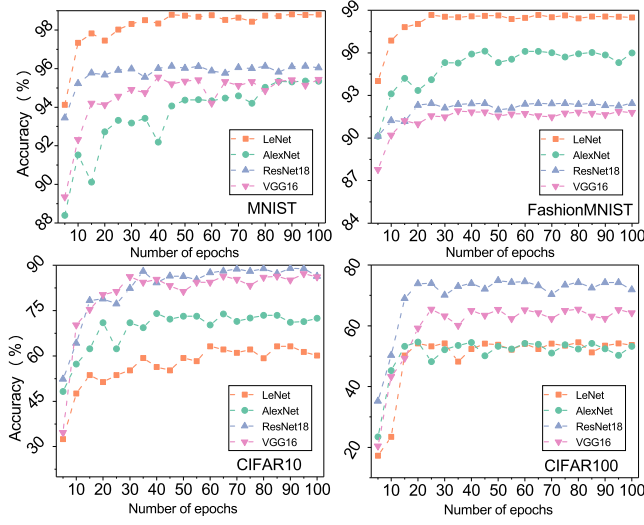 Accuracy (%)
98
96
94
92
90
88
LeNet
AlexNet
ResNet18
VGG16
MNIST
10 20 30 40 50 60 70 80 90 100
Number of epochs
99
96
93
90
87
84
LeNet
AlexNet
ResNet18
VGG16
FashionMNIST
10 20 30 40 50 60 70 80 90 100
Number of epochs
Accuracy (%)
90
75
60
45
30
LeNet
AlexNet
ResNet18
VGG16
CIFAR10
10 20 30 40 50 60 70 80 90 100
Number of epochs
80
60
40
20
LeNet
AlexNet
ResNet18
VGG16
CIFAR100
10 20 30 40 50 60 70 80 90 100
Number of epochs